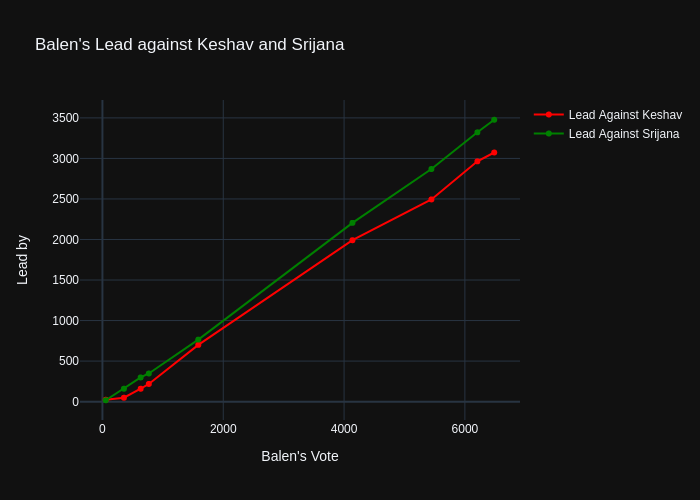 Balen's Lead against Keshav and Srijana
Lead Against Keshav
Lead Against Srijana
3500
3000
2500
2000
1500
1000
500
0
Lead by
0
2000
4000
6000
Balen's Vote